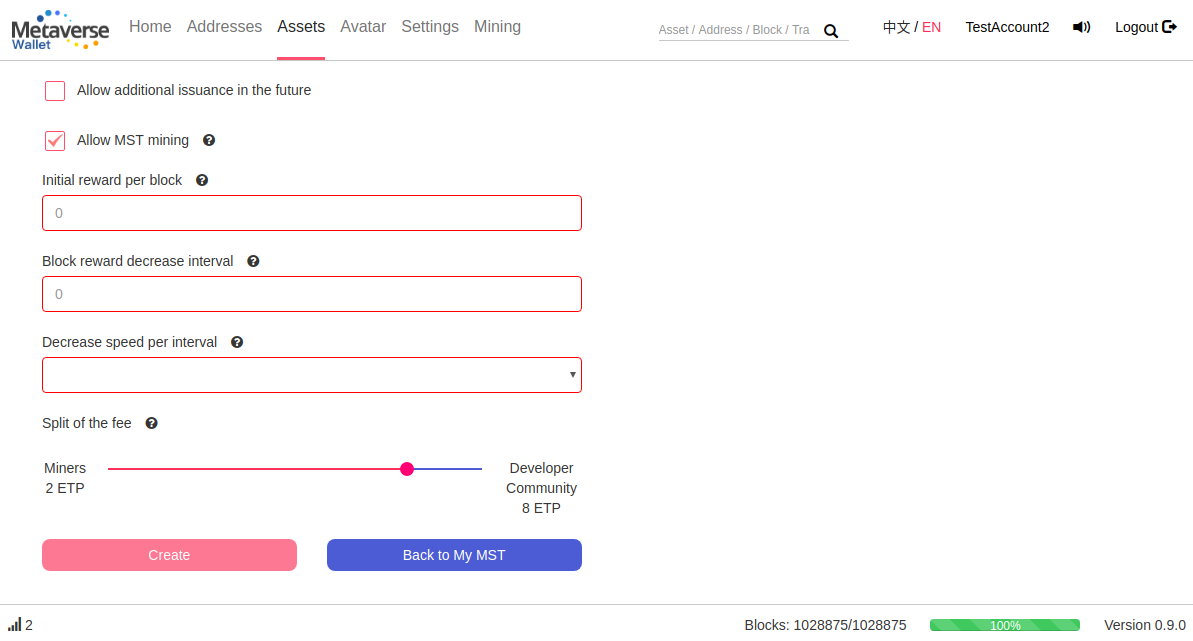 Metaverse
Wallet
Home Addresses Assets Avatar Settings Mining
Asset / Address / Block / Tra
中文 / EN TestAccount2 Logout
Allow additional issuance in the future
Allow MST mining ?
Initial reward per block ?
0
Block reward decrease interval ?
0
Decrease speed per interval ?
Split of the fee ?
Miners
2 ETP
Developer
Community
8 ETP
Create Back to My MST
2 Blocks: 1028875/1028875 100% Version 0.9.0